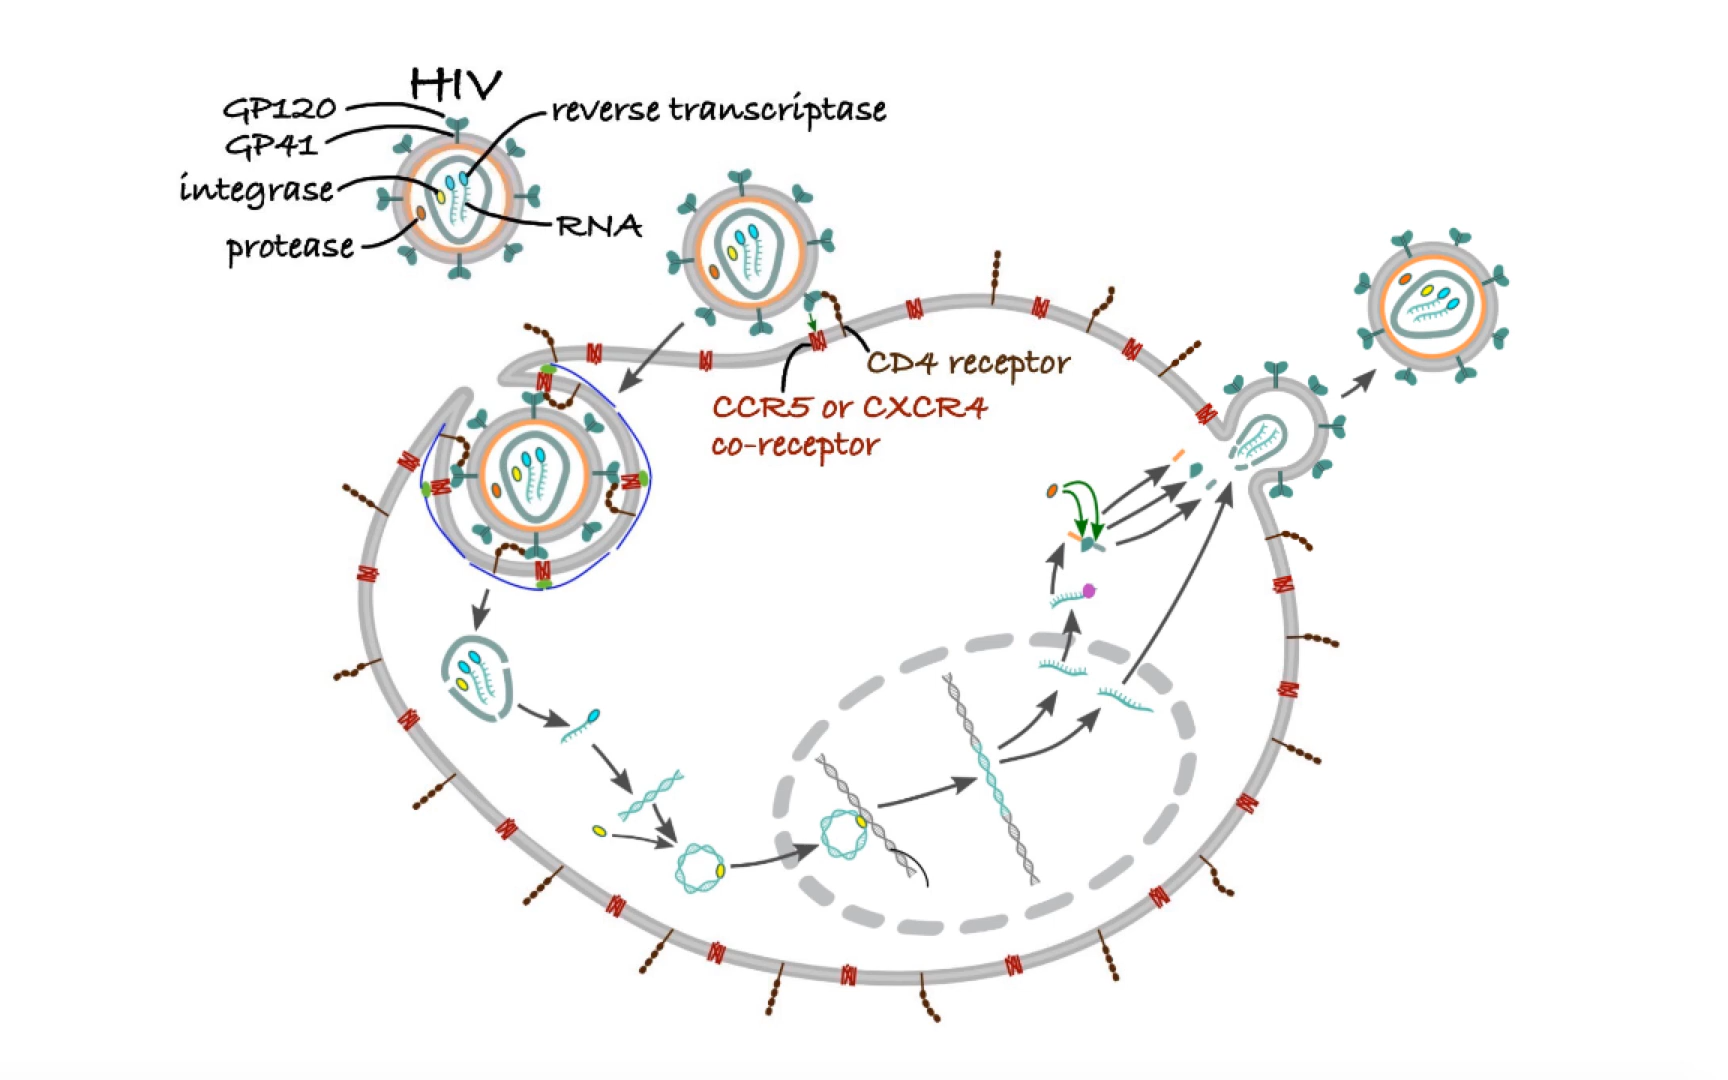 HIV
GP120
GP41
integrase
protease
reverse transcriptase
RNA
CD4 receptor
CCR5 or CXCR4
co-receptor